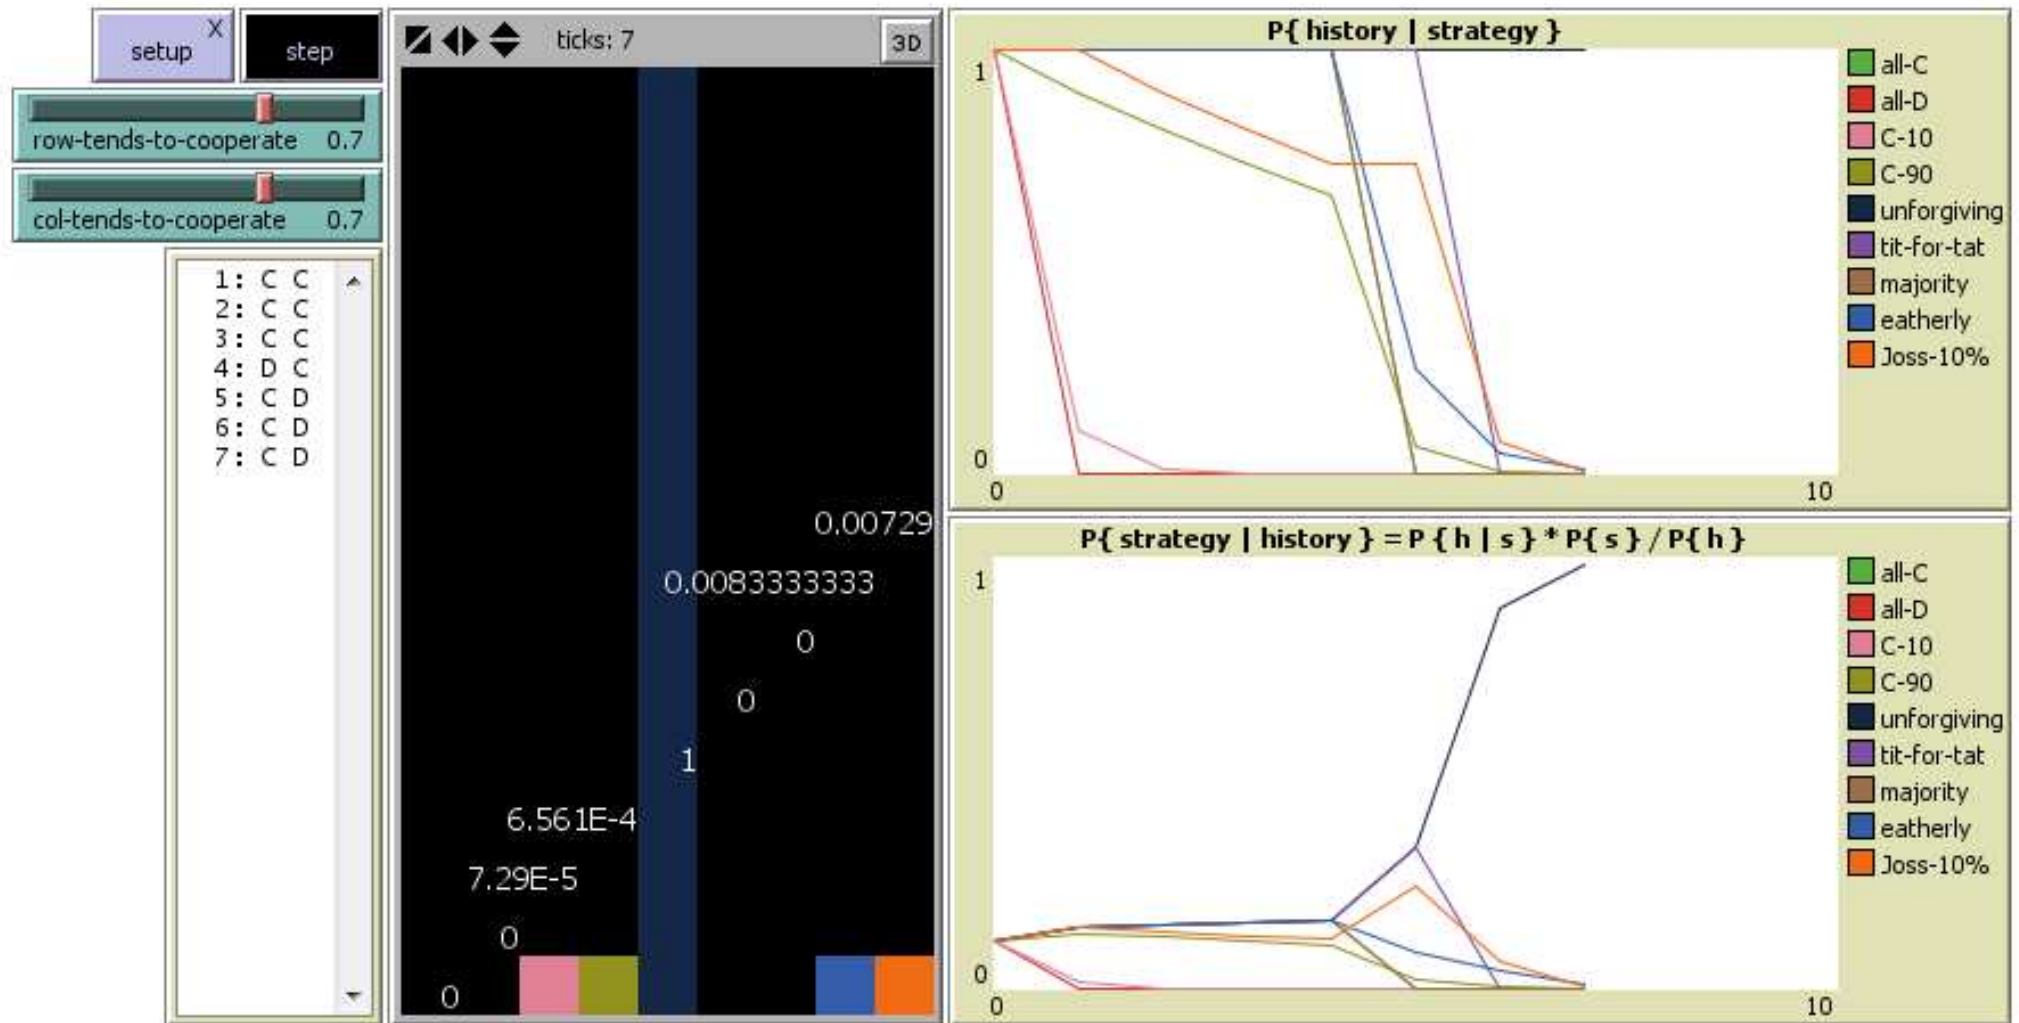 setup X
step
row-tends-to-cooperate 0.7
col-tends-to-cooperate 0.7
1: C C
2: C C
3: C C
4: D C
5: C D
6: C D
7: C D
ticks: 7
3D
0.00729
0.0083333333
0
0
1
6.561E-4
7.29E-5
0
0
P{ history | strategy }
1
0
0
10
all-C
all-D
C-10
C-90
unforgiving
tit-for-tat
majority
eatherly
Joss-10%
P{ strategy | history } = P { h | s } * P{ s } / P{ h }
1
0
0
10
all-C
all-D
C-10
C-90
unforgiving
tit-for-tat
majority
eatherly
Joss-10%